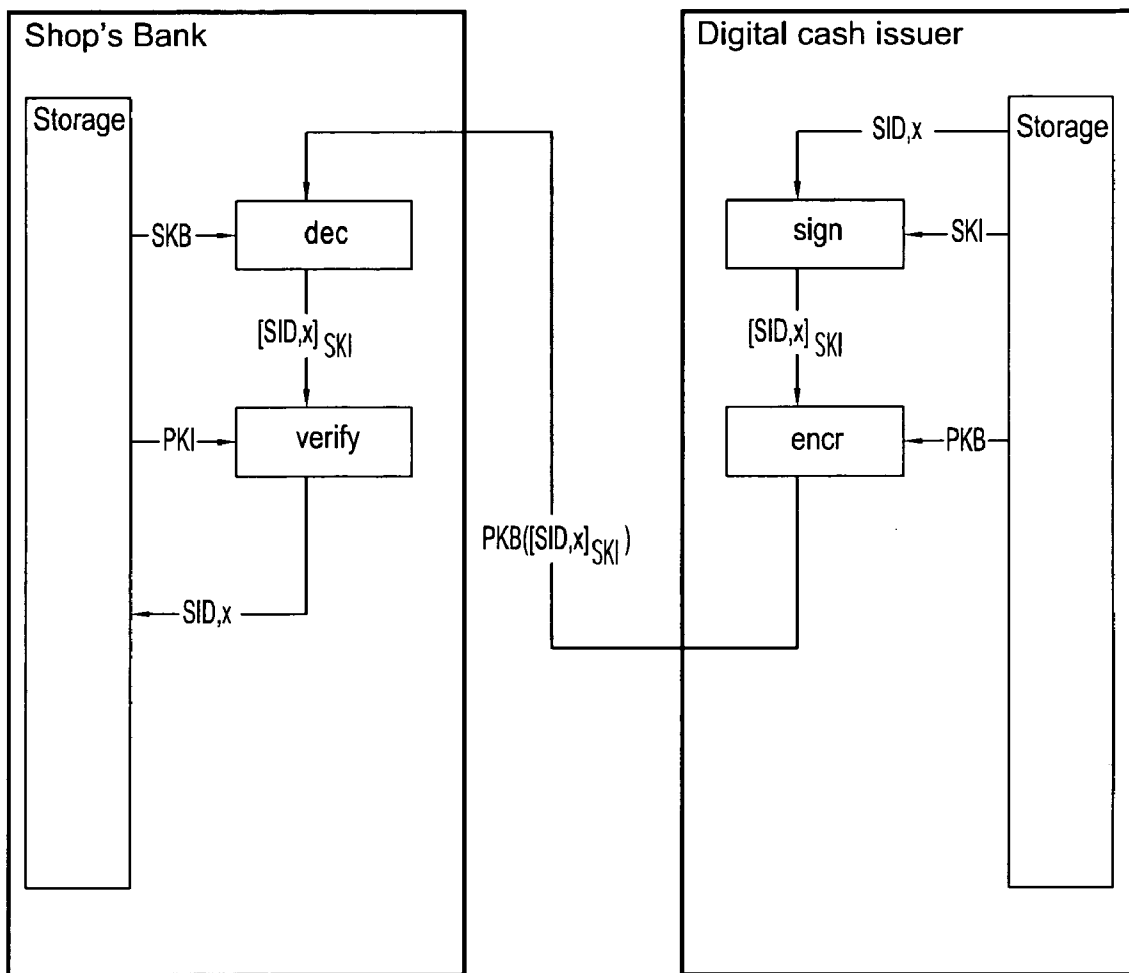 Shop's Bank
Storage
SKB
dec
[SID,x]SKI
PKI
verify
SID,x
PKB([SID,x]SKI)
Digital cash issuer
SID,x
Storage
sign
SKI
[SID,x]SKI
encr
PKB